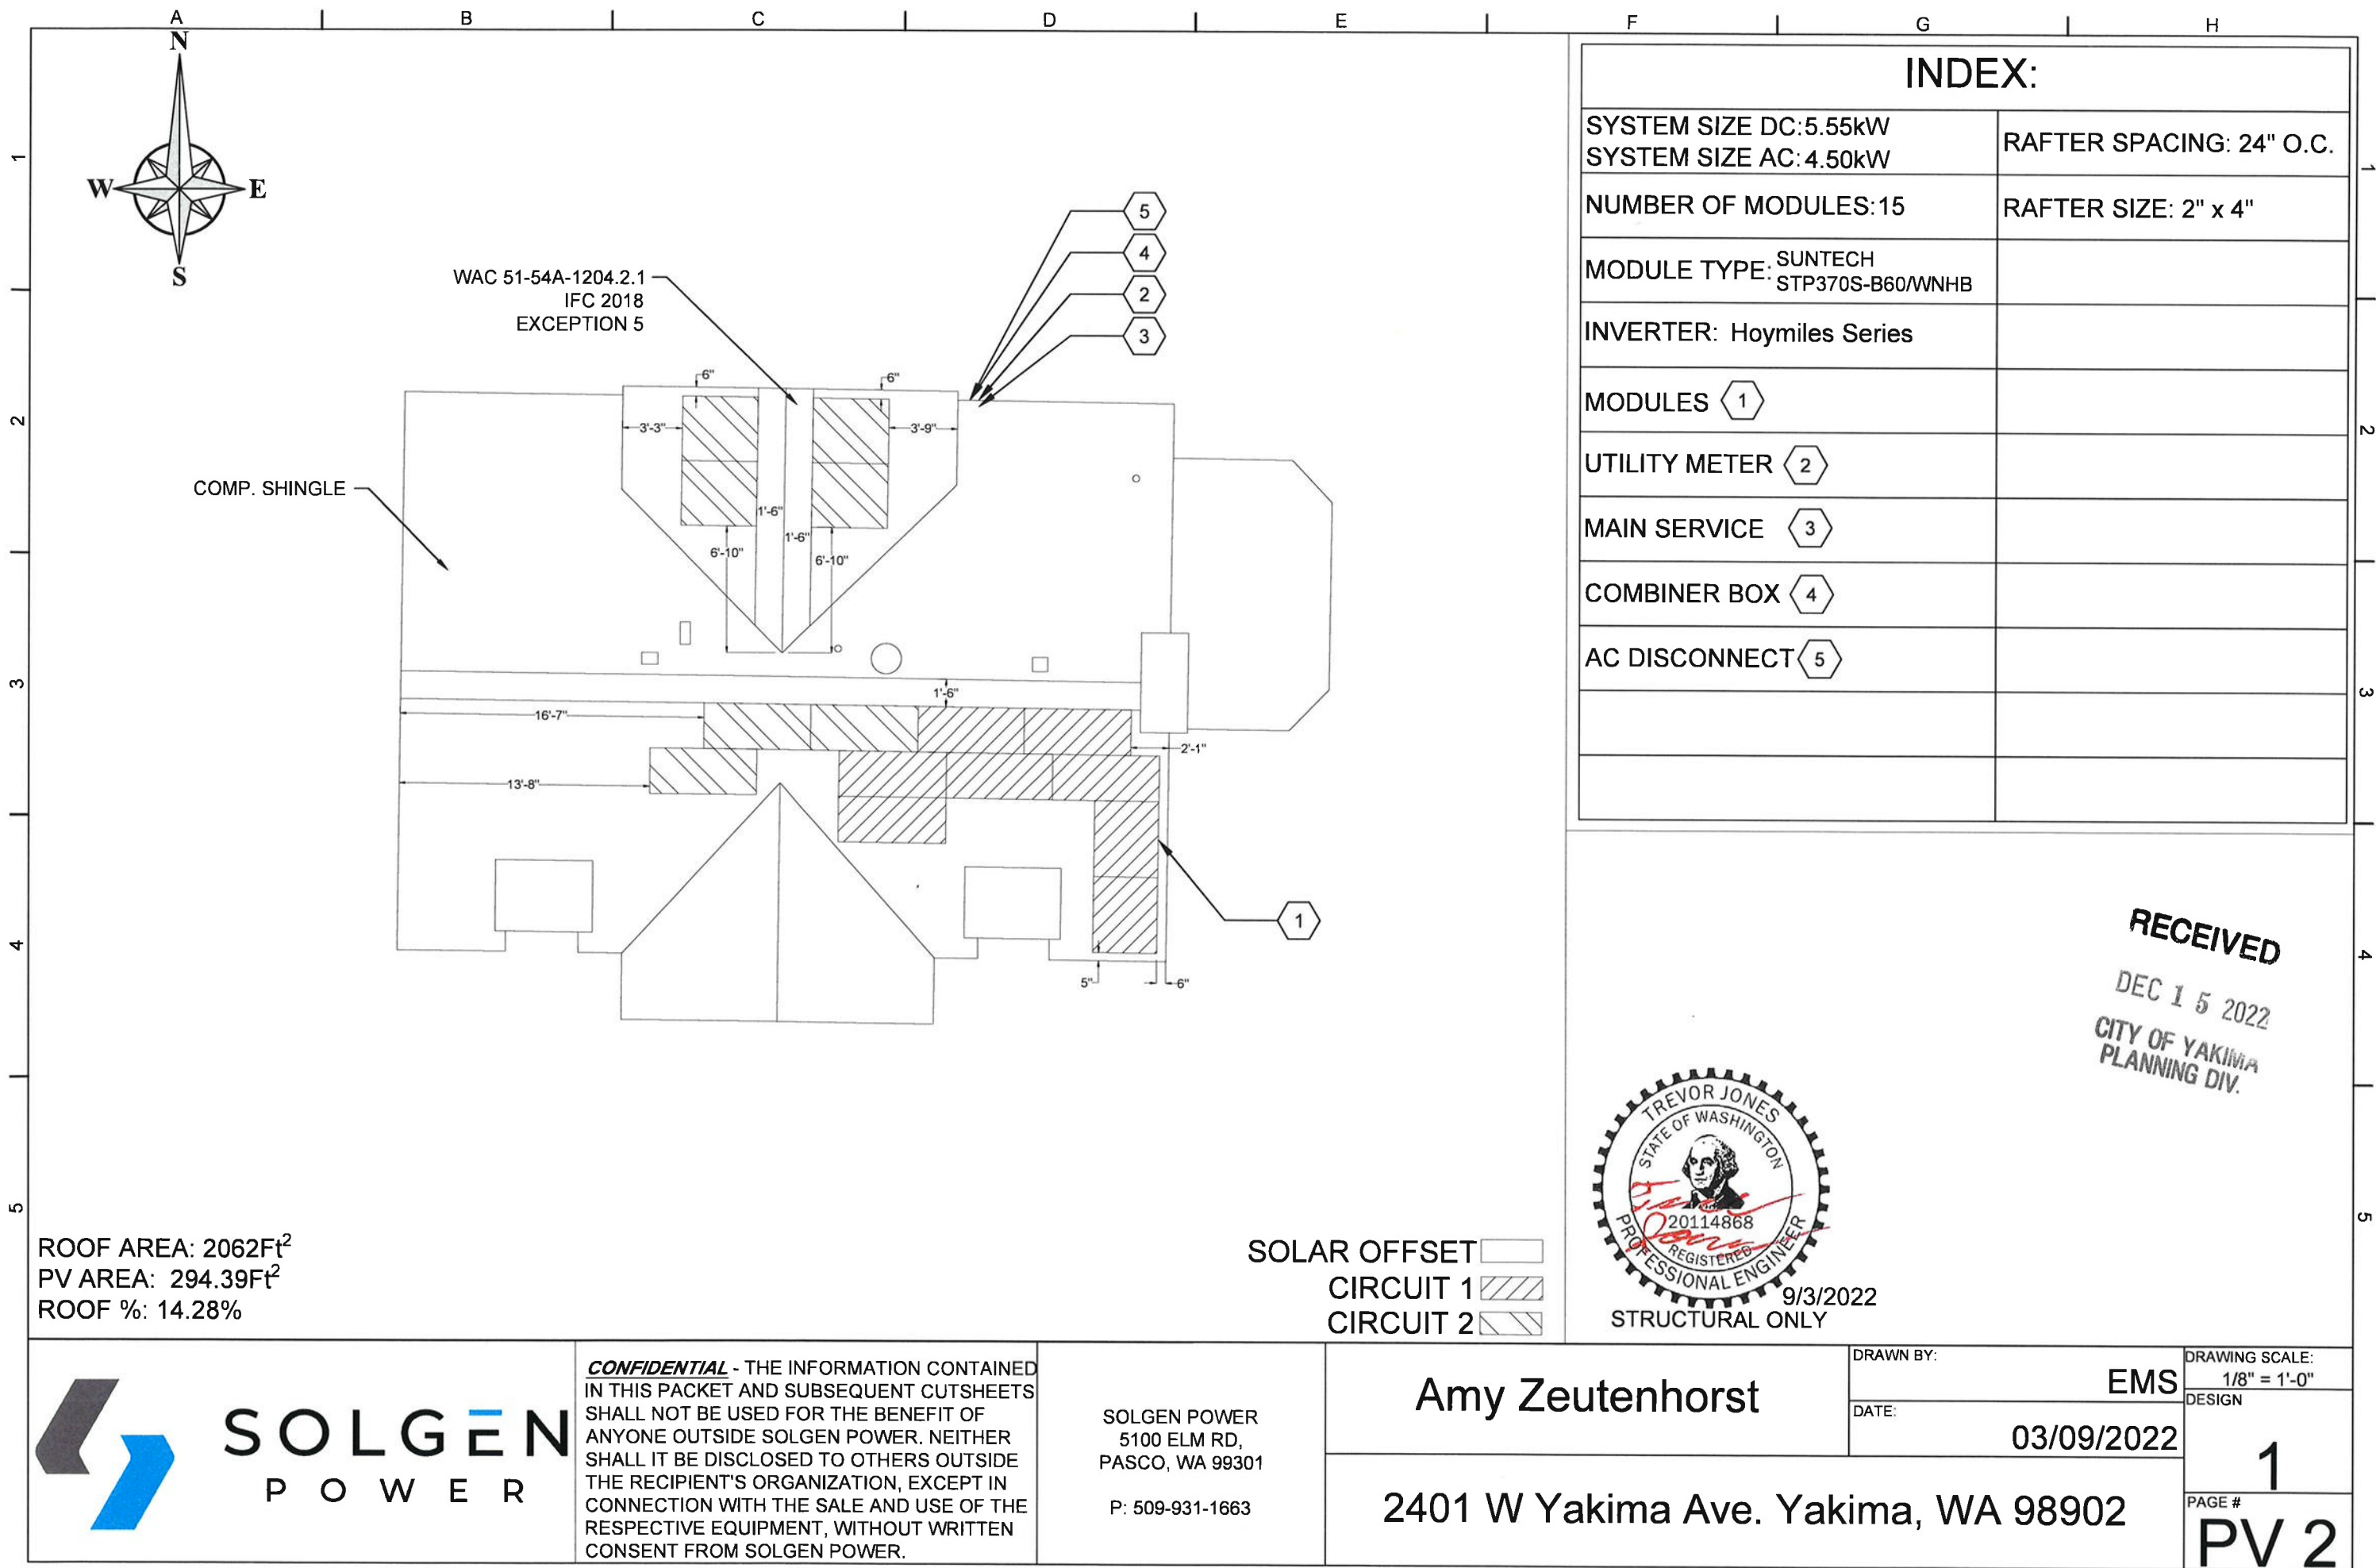 A B C D E F G H
N
W E
S
1
2
3
4
5
1
2
3
4
5
WAC 51-54A-1204.2.1
IFC 2018
EXCEPTION 5
COMP. SHINGLE
5
4
2
3
6"
6"
3'-3"
3'-9"
1'-6"
1'-6"
6'-10"
6'-10"
1'-6"
16'-7"
2'-1"
13'-8"
1
5"
6"
INDEX:
SYSTEM SIZE DC:5.55kW
SYSTEM SIZE AC:4.50kW
RAFTER SPACING: 24" O.C.
NUMBER OF MODULES:15
RAFTER SIZE: 2" x 4"
MODULE TYPE: SUNTECH
STP370S-B60/WNHB
INVERTER: Hoymiles Series
MODULES 1
UTILITY METER 2
MAIN SERVICE 3
COMBINER BOX 4
AC DISCONNECT 5
RECEIVED
DEC 15 2022
CITY OF YAKIMA
PLANNING DIV.
TREVOR JONES
STATE OF WASHINGTON
20114868
REGISTERED
PROFESSIONAL ENGINEER
9/3/2022
STRUCTURAL ONLY
ROOF AREA: 2062Ft²
PV AREA: 294.39Ft²
ROOF %: 14.28%
SOLAR OFFSET
CIRCUIT 1
CIRCUIT 2
SOLGEN
POWER
CONFIDENTIAL - THE INFORMATION CONTAINED
IN THIS PACKET AND SUBSEQUENT CUTSHEETS
SHALL NOT BE USED FOR THE BENEFIT OF
ANYONE OUTSIDE SOLGEN POWER. NEITHER
SHALL IT BE DISCLOSED TO OTHERS OUTSIDE
THE RECIPIENT'S ORGANIZATION, EXCEPT IN
CONNECTION WITH THE SALE AND USE OF THE
RESPECTIVE EQUIPMENT, WITHOUT WRITTEN
CONSENT FROM SOLGEN POWER.
SOLGEN POWER
5100 ELM RD,
PASCO, WA 99301
P: 509-931-1663
Amy Zeutenhorst
2401 W Yakima Ave. Yakima, WA 98902
DRAWN BY:
EMS
DATE:
03/09/2022
DRAWING SCALE:
1/8" = 1'-0"
DESIGN
1
PAGE #
PV 2